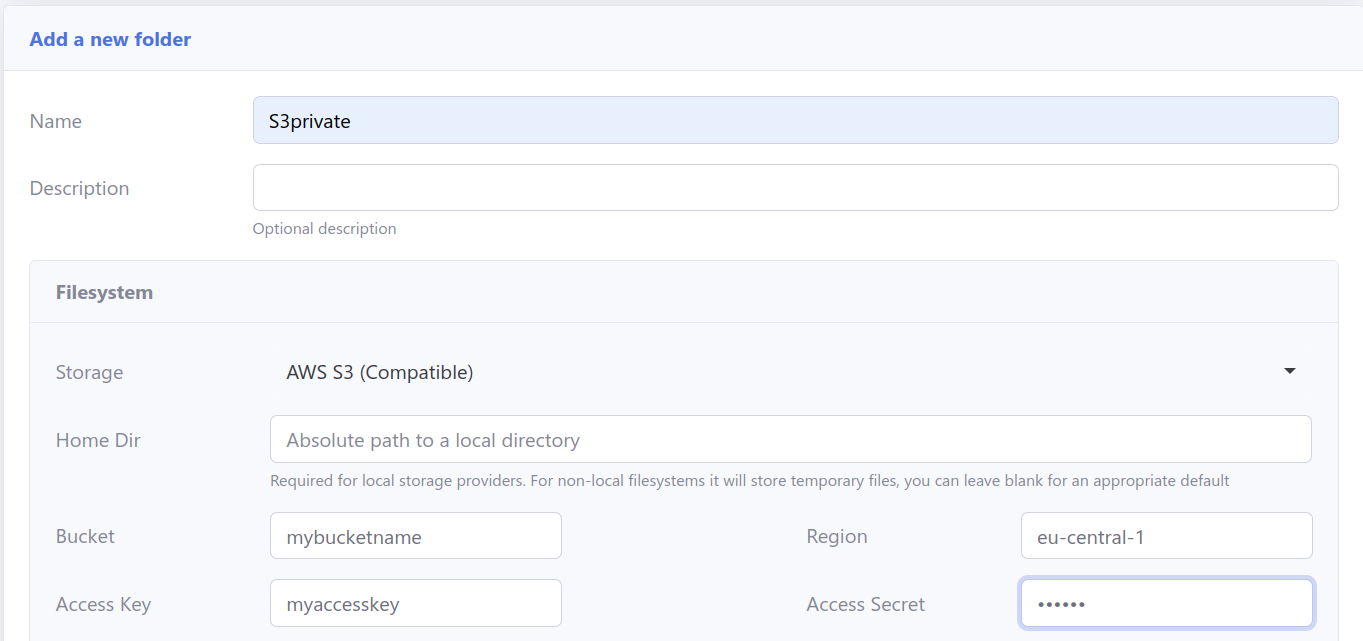 Add a new folder
Name S3private
Description
Optional description
Filesystem
Storage AWS S3 (Compatible)
Home Dir Absolute path to a local directory
Required for local storage providers. For non-local filesystems it will store temporary files, you can leave blank for an appropriate default
Bucket mybucketname Region eu-central-1
Access Key myaccesskey Access Secret ••••••